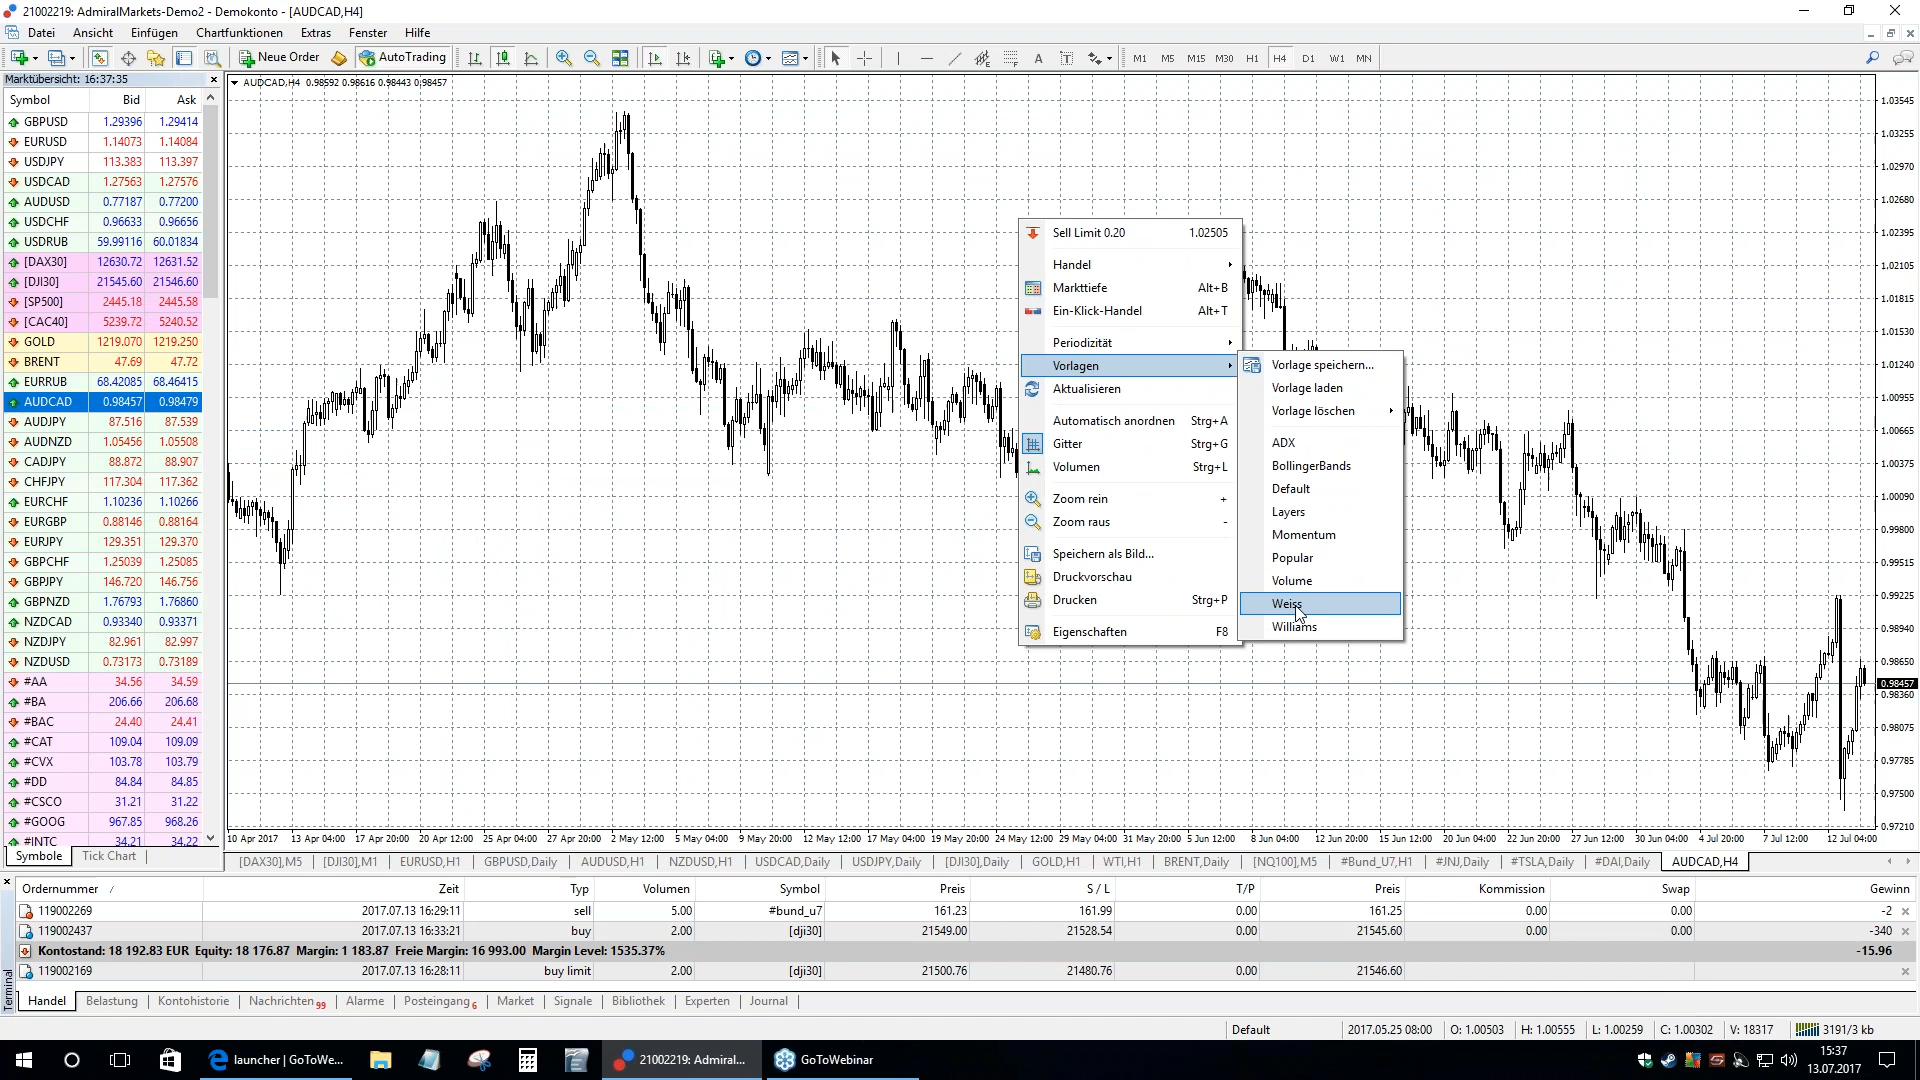 21002219: AdmiralMarkets-Demo2 - Demokonto - [AUDCAD,H4]
Datei Ansicht Einfügen Chartfunktionen Extras Fenster Hilfe
Neue Order AutoTrading A T M1 M5 M15 M30 H1 H4 D1 W1 MN
Marktübersicht: 16:37:35
Symbol Bid Ask
GBPUSD 1.29396 1.29414
EURUSD 1.14073 1.14084
USDJPY 113.383 113.397
USDCAD 1.27563 1.27576
AUDUSD 0.77187 0.77200
USDCHF 0.96633 0.96656
USDRUB 59.99116 60.01834
[DAX30] 12630.72 12631.52
[DJI30] 21545.60 21546.60
[SP500] 2445.18 2445.58
[CAC40] 5239.72 5240.52
GOLD 1219.070 1219.250
BRENT 47.69 47.72
EURRUB 68.42085 68.46415
AUDCAD 0.98457 0.98479
AUDJPY 87.516 87.539
AUDNZD 1.05456 1.05508
CADJPY 88.872 88.907
CHFJPY 117.304 117.362
EURCHF 1.10236 1.10266
EURGBP 0.88146 0.88164
EURJPY 129.351 129.370
GBPCHF 1.25039 1.25085
GBPJPY 146.720 146.756
GBPNZD 1.76793 1.76860
NZDCAD 0.93340 0.93371
NZDJPY 82.961 82.997
NZDUSD 0.73173 0.73189
#AA 34.56 34.59
#BA 206.66 206.68
#BAC 24.40 24.41
#CAT 109.04 109.09
#CVX 103.78 103.79
#DD 84.84 84.85
#CSCO 31.21 31.22
#GOOG 967.85 968.26
#INTC 34.21 34.22
Symbole Tick Chart
AUDCAD,H4 0.98592 0.98616 0.98443 0.98457
Sell Limit 0.20 1.02505
Handel
Markttiefe Alt+B
Ein-Klick-Handel Alt+T
Periodizität
Vorlagen
Aktualisieren
Automatisch anordnen Strg+A
Gitter Strg+G
Volumen Strg+L
Zoom rein +
Zoom raus -
Speichern als Bild...
Druckvorschau
Drucken Strg+P
Eigenschaften F8
Vorlage speichern...
Vorlage laden
Vorlage löschen
ADX
BollingerBands
Default
Layers
Momentum
Popular
Volume
Weiss
Williams
1.03545
1.03255
1.02970
1.02680
1.02395
1.02105
1.01815
1.01530
1.01240
1.00955
1.00665
1.00375
1.00090
0.99800
0.99515
0.99225
0.98940
0.98650
0.98457
0.98360
0.98075
0.97785
0.97500
0.97210
10 Apr 2017 13 Apr 04:00 17 Apr 20:00 20 Apr 12:00 25 Apr 04:00 27 Apr 20:00 2 May 12:00 5 May 04:00 9 May 20:00 12 May 12:00 17 May 04:00 19 May 20:00 24 May 12:00 29 May 04:00 31 May 20:00 5 Jun 12:00 8 Jun 04:00 12 Jun 20:00 15 Jun 12:00 20 Jun 04:00 22 Jun 20:00 27 Jun 12:00 30 Jun 04:00 4 Jul 20:00 7 Jul 12:00 12 Jul 04:00
[DAX30],M5 [DJI30],M1 EURUSD,H1 GBPUSD,Daily AUDUSD,H1 NZDUSD,H1 USDCAD,Daily USDJPY,Daily [DJI30],Daily GOLD,H1 WTI,H1 BRENT,Daily [NQ100],M5 #Bund_U7,H1 #JNJ,Daily #TSLA,Daily #DAI,Daily AUDCAD,H4
Ordernummer / Zeit Typ Volumen Symbol Preis S / L T/P Preis Kommission Swap Gewinn
119002269 2017.07.13 16:29:11 sell 5.00 #bund_u7 161.23 161.99 0.00 161.25 0.00 0.00 -2
119002437 2017.07.13 16:33:21 buy 2.00 [dji30] 21549.00 21528.54 0.00 21545.60 0.00 0.00 -340
Kontostand: 18 192.83 EUR Equity: 18 176.87 Margin: 1 183.87 Freie Margin: 16 993.00 Margin Level: 1535.37% -15.96
119002169 2017.07.13 16:28:11 buy limit 2.00 [dji30] 21500.76 21480.76 0.00 21546.60
Terminal
Handel Belastung Kontohistorie Nachrichten 99 Alarme Posteingang 6 Market Signale Bibliothek Experten Journal
Default 2017.05.25 08:00 O: 1.00503 H: 1.00555 L: 1.00259 C: 1.00302 V: 18317 3191/3 kb
launcher | GoToWe... 21002219: Admiral... GoToWebinar
15:37
13.07.2017